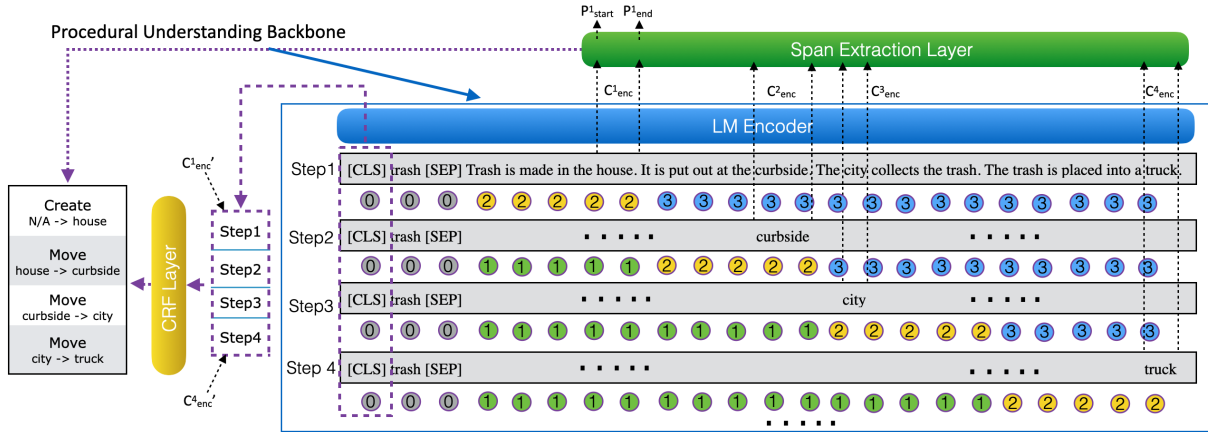 P¹start P¹end
Procedural Understanding Backbone
Span Extraction Layer
C¹enc C²enc C³enc C⁴enc
LM Encoder
Step1 [CLS] trash [SEP] Trash is made in the house. It is put out at the curbside. The city collects the trash. The trash is placed into a truck.
0 0 0 2 2 2 2 2 3 3 3 3 3 3 3 3 3 3 3 3 3 3 3
Step2 [CLS] trash [SEP] ..... curbside .....
0 0 0 1 1 1 1 1 2 2 2 2 2 3 3 3 3 3 3 3 3 3 3
Step3 [CLS] trash [SEP] ..... city .....
0 0 0 1 1 1 1 1 1 1 1 1 1 2 2 2 2 2 3 3 3 3 3
Step 4 [CLS] trash [SEP] ..... ..... truck
0 0 0 1 1 1 1 1 1 1 1 1 1 1 1 1 1 1 2 2 2 2 2
.....
C¹enc′
Step1
Step2
Step3
Step4
C⁴enc′
CRF Layer
Create
N/A -> house
Move
house -> curbside
Move
curbside -> city
Move
city -> truck